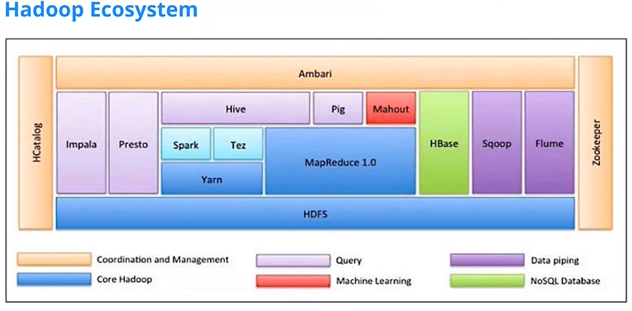 Hadoop Ecosystem
Ambari
HCatalog
Impala
Presto
Hive
Pig
Mahout
Spark
Tez
Yarn
MapReduce 1.0
HBase
Sqoop
Flume
Zookeeper
HDFS
Coordination and Management
Query
Data piping
Core Hadoop
Machine Learning
NoSQL Database